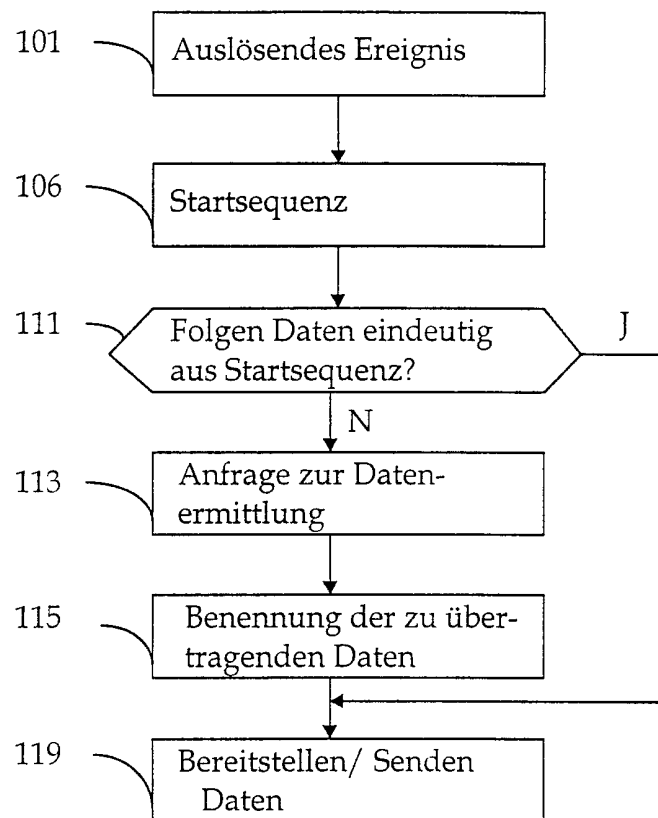 101
Auslösendes Ereignis
106
Startsequenz
111
Folgen Daten eindeutig
aus Startsequenz?
J
N
113
Anfrage zur Daten-
ermittlung
115
Benennung der zu über-
tragenden Daten
119
Bereitstellen/ Senden
Daten